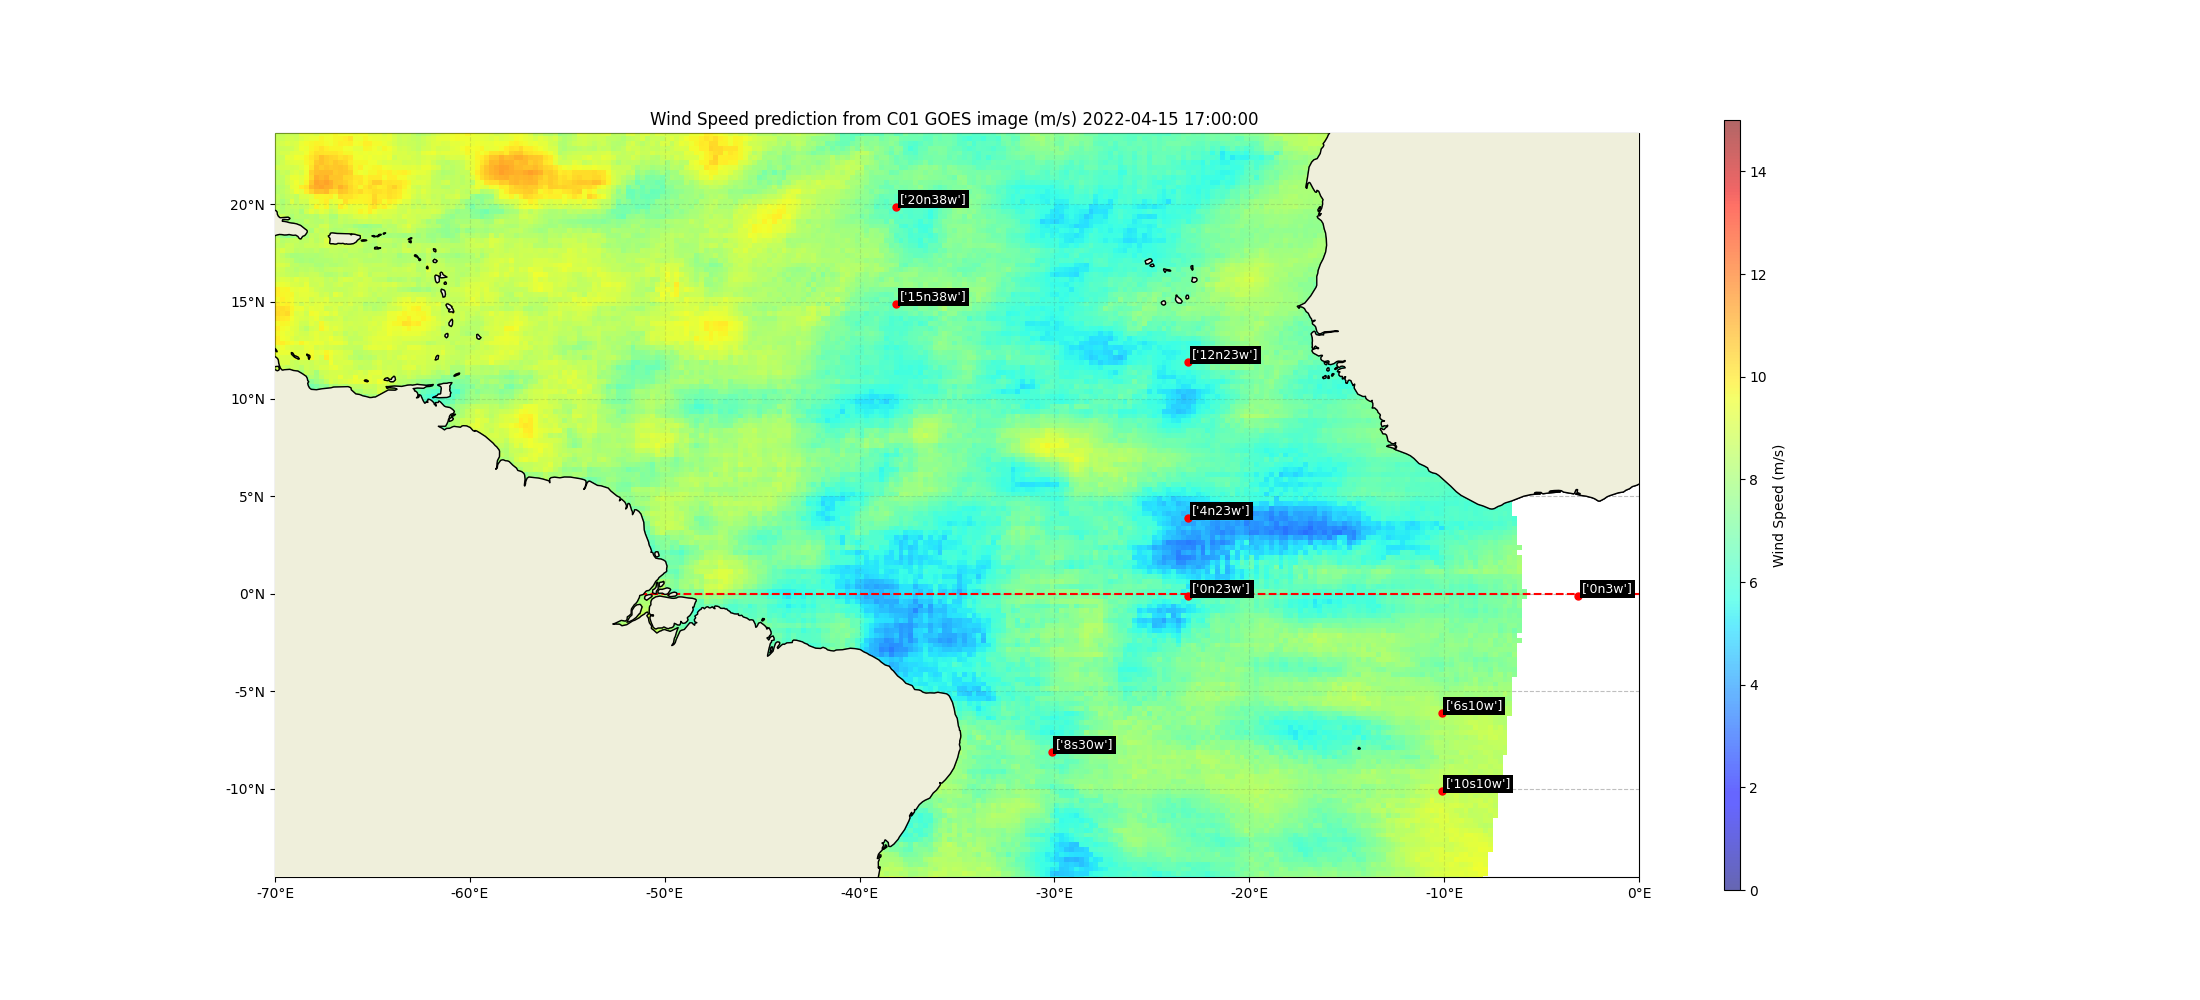 Wind Speed prediction from C01 GOES image (m/s) 2022-04-15 17:00:00
20°N
15°N
10°N
5°N
0°N
-5°N
-10°N
['20n38w']
['15n38w']
['12n23w']
['4n23w']
['0n23w']
['0n3w']
['6s10w']
['8s30w']
['10s10w']
-70°E
-60°E
-50°E
-40°E
-30°E
-20°E
-10°E
0°E
14
12
10
8
6
4
2
0
Wind Speed (m/s)